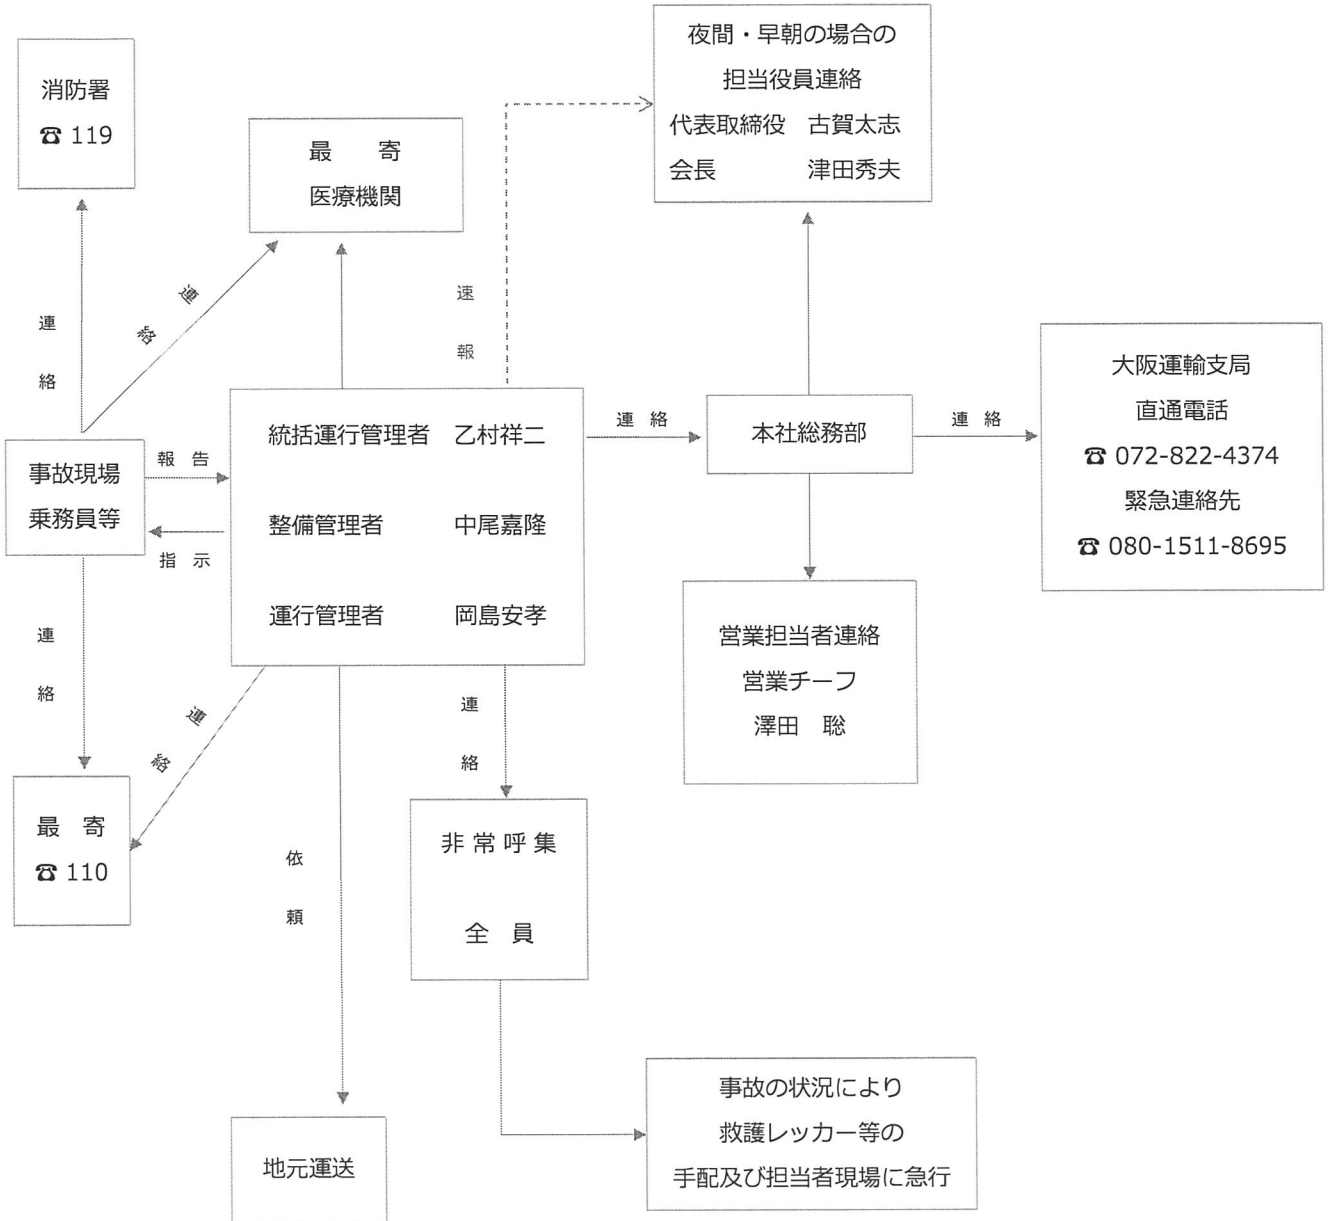 夜間・早朝の場合の
担当役員連絡
代表取締役　古賀太志
会長　　　　津田秀夫
消防署
☎ 119
最　寄
医療機関
連絡
連絡
速報
統括運行管理者　乙村祥二
整備管理者　中尾嘉隆
運行管理者　岡島安孝
連絡
本社総務部
連絡
大阪運輸支局
直通電話
☎ 072-822-4374
緊急連絡先
☎ 080-1511-8695
事故現場
乗務員等
報告
指示
営業担当者連絡
営業チーフ
澤田　聡
連絡
連絡
連絡
最　寄
☎ 110
依頼
非常呼集
全　員
地元運送
事故の状況により
救護レッカー等の
手配及び担当者現場に急行